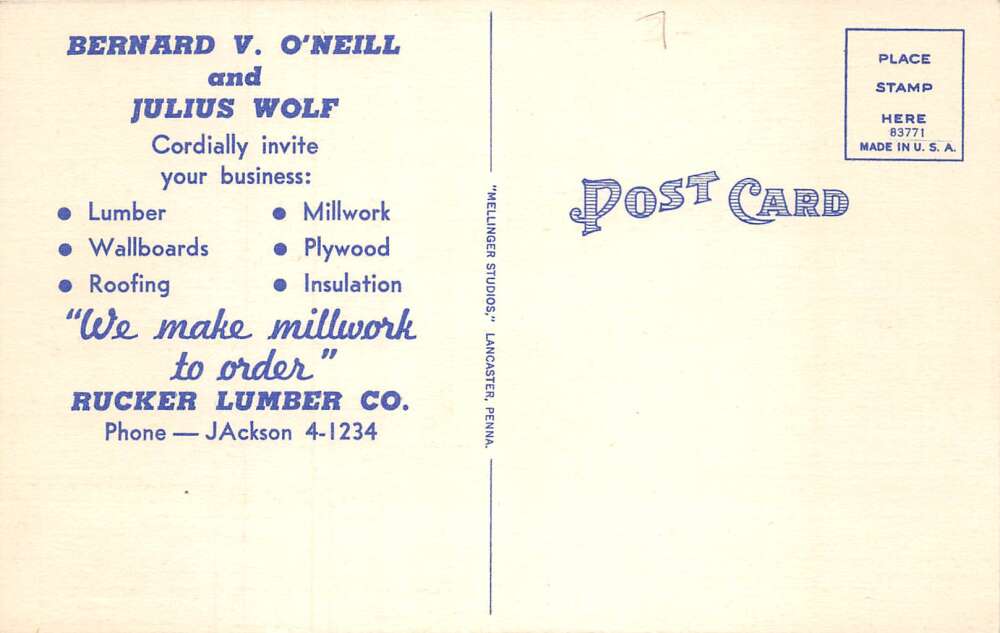 BERNARD V. O'NEILL
and
JULIUS WOLF
Cordially invite
your business:
● Lumber ● Millwork
● Wallboards ● Plywood
● Roofing ● Insulation
"We make millwork
to order"
RUCKER LUMBER CO.
Phone — JAckson 4-1234
"MELLINGER STUDIOS," LANCASTER, PENNA.
POST CARD
PLACE
STAMP
HERE
83771
MADE IN U. S. A.
7